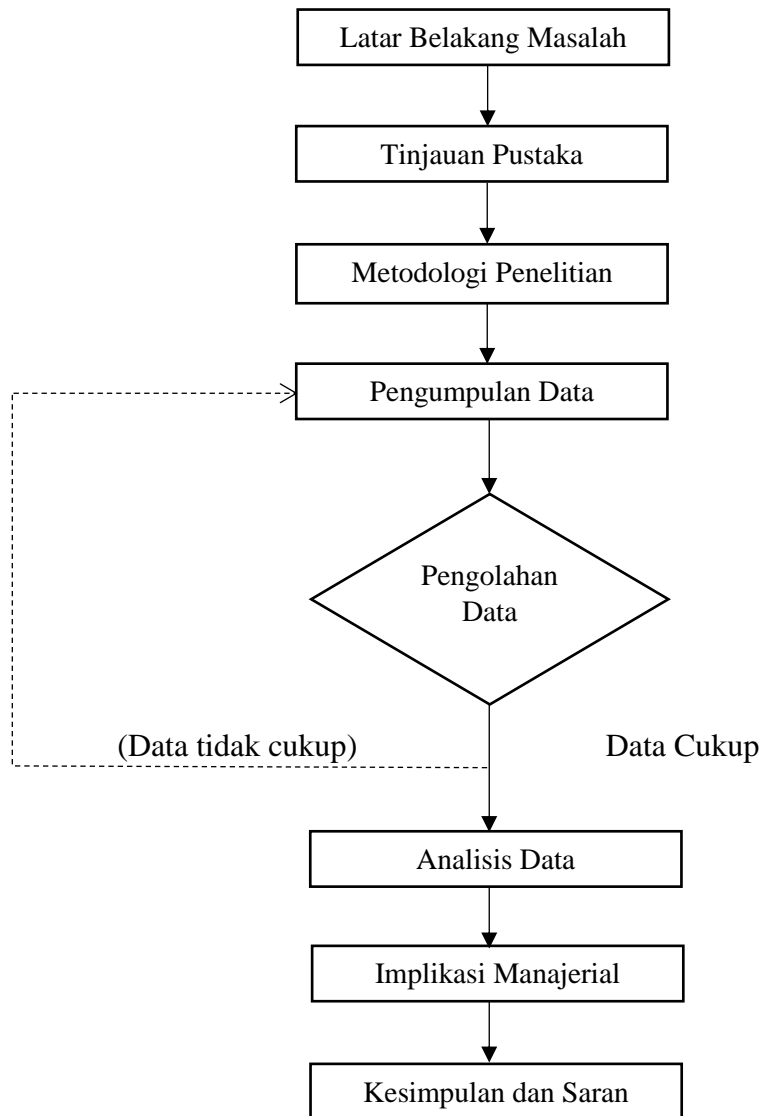 Latar Belakang Masalah
Tinjauan Pustaka
Metodologi Penelitian
Pengumpulan Data
Pengolahan
Data
(Data tidak cukup)
Data Cukup
Analisis Data
Implikasi Manajerial
Kesimpulan dan Saran